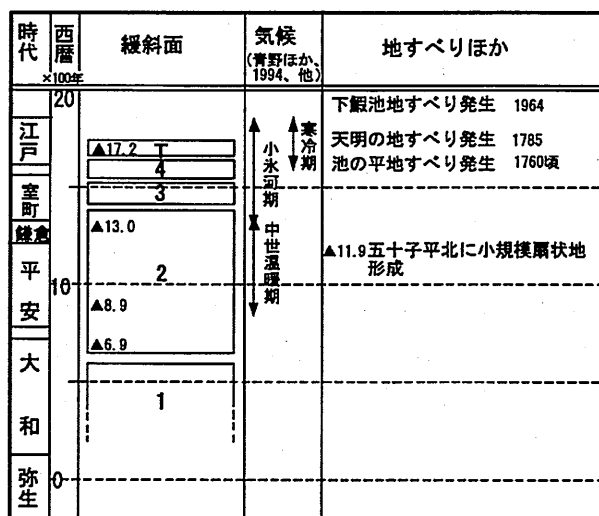 時代
西暦
×100年
緩斜面
気候
(青野ほか、
1994、他)
地すべりほか
20
10
0
江戸
室町
鎌倉
平安
大和
弥生
▲17.2 T
4
3
▲13.0
2
▲8.9
▲6.9
1
小氷河期
寒冷期
中世温暖期
下鰕池地すべり発生 1964
天明の地すべり発生 1785
池の平地すべり発生 1760頃
▲11.9五十子平北に小規模扇状地
形成